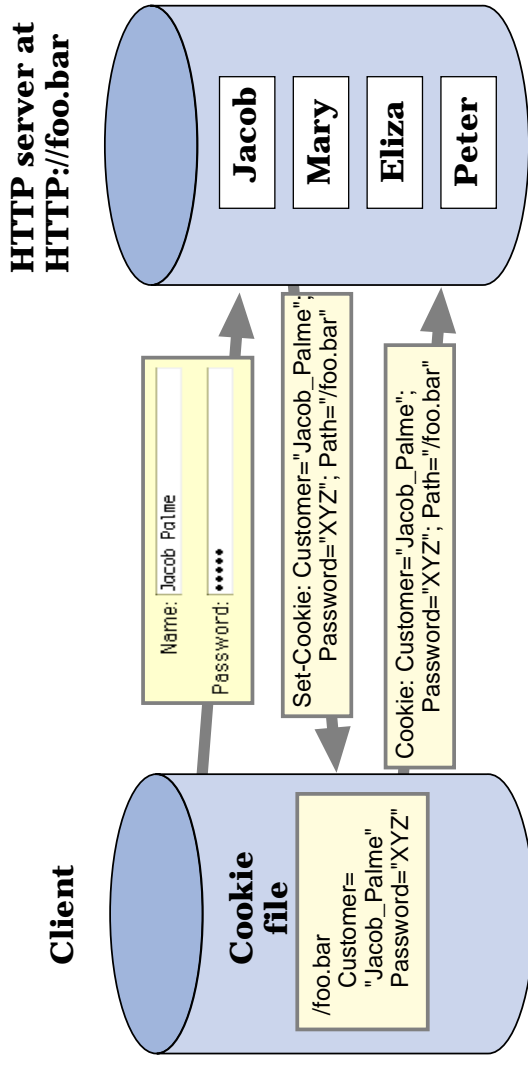 Client
HTTP server at
HTTP://foo.bar
Name: Jacob Palme
Password: •••••
Cookie
file
/foo.bar
Customer=
"Jacob_Palme"
Password="XYZ"
Set-Cookie: Customer="Jacob_Palme";
Password="XYZ"; Path="/foo.bar"
Cookie: Customer="Jacob_Palme";
Password="XYZ"; Path="/foo.bar"
Jacob
Mary
Eliza
Peter